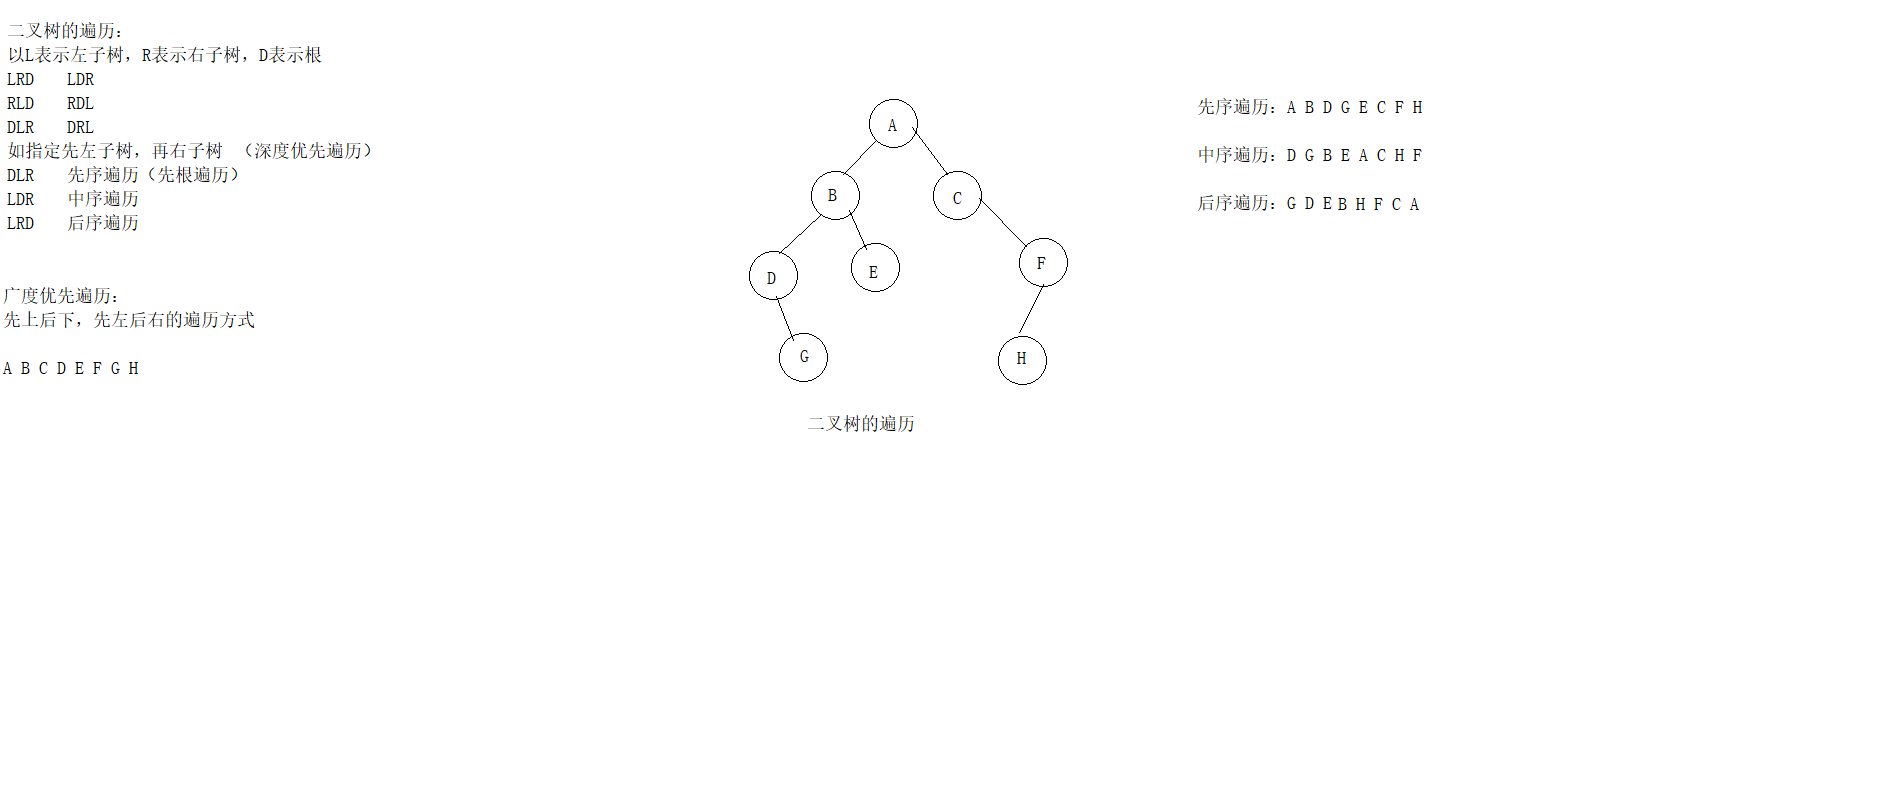 二叉树的遍历:
以L表示左子树，R表示右子树，D表示根
LRD LDR
RLD RDL
DLR DRL
如指定先左子树，再右子树 （深度优先遍历）
DLR 先序遍历（先根遍历）
LDR 中序遍历
LRD 后序遍历
广度优先遍历:
先上后下，先左后右的遍历方式
A B C D E F G H
A
B
C
D
E
F
G
H
二叉树的遍历
先序遍历: A B D G E C F H
中序遍历: D G B E A C H F
后序遍历: G D E B H F C A